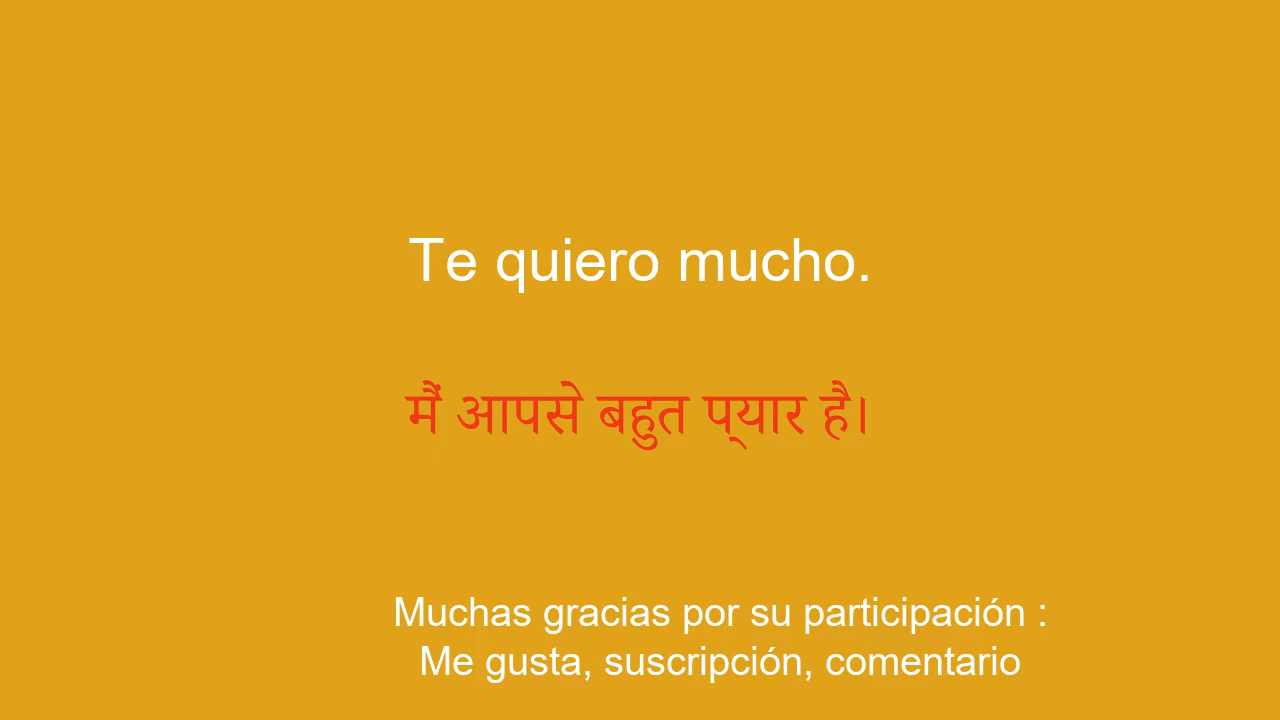 Te quiero mucho.
मैं आपसे बहुत प्यार है।
Muchas gracias por su participación :
Me gusta, suscripción, comentario